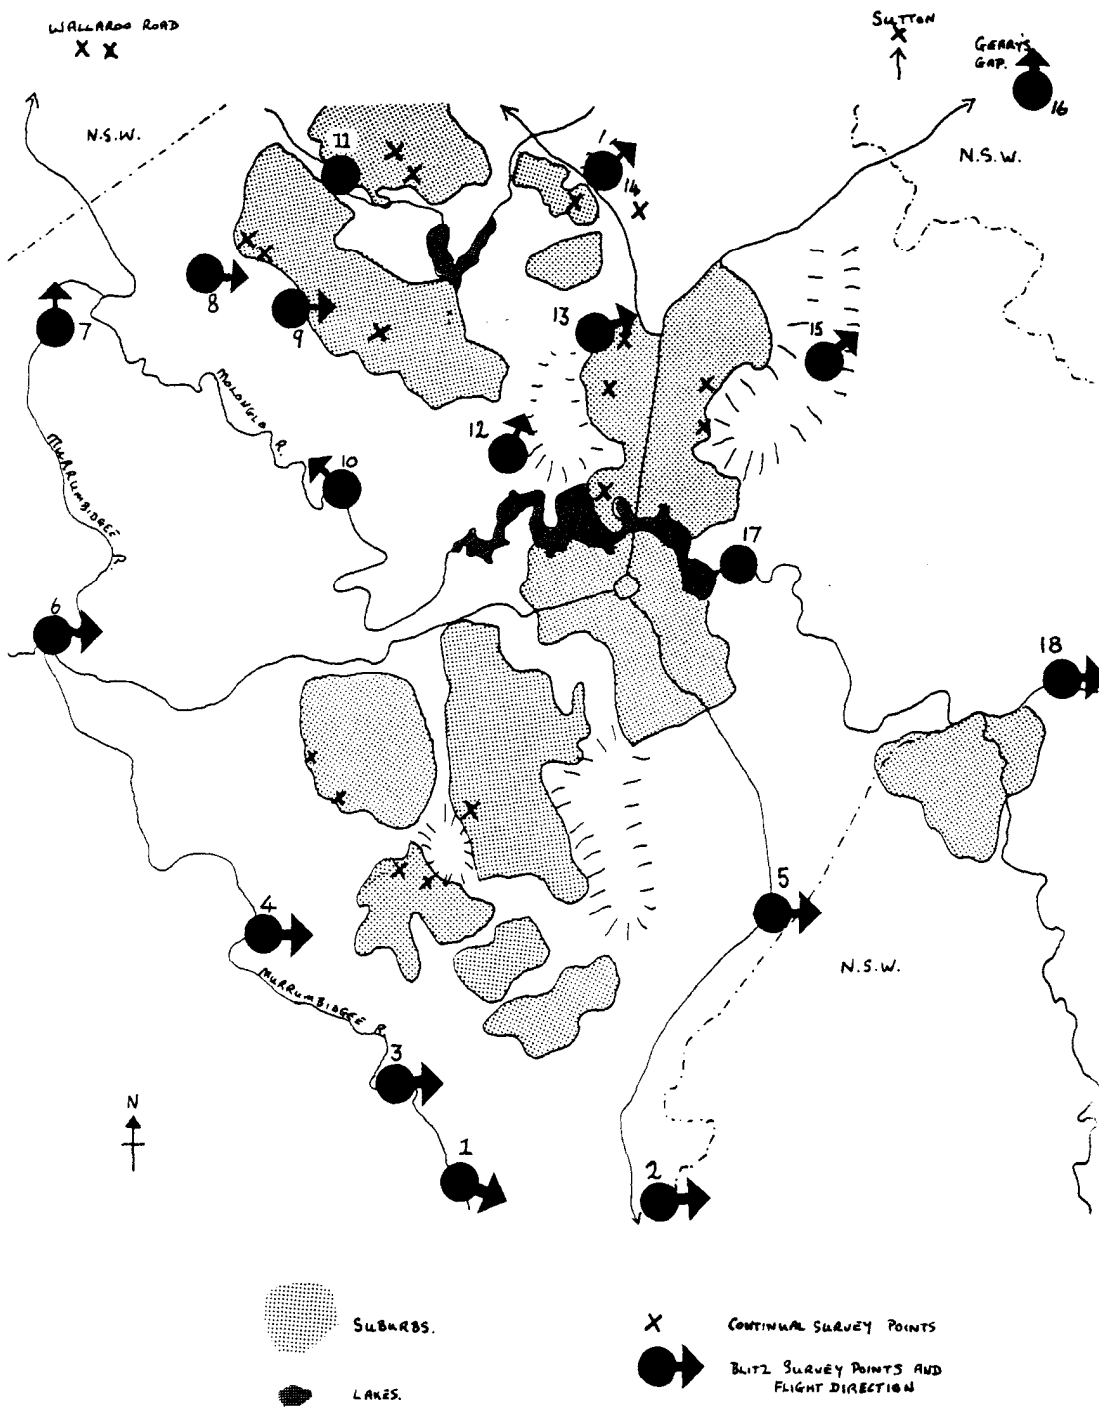 WALLAROO ROAD
X X
SUTTON
X
GEARY'S
GAP.
16
N.S.W.
N.S.W.
11
14
8
9
7
13
15
MOLONGLO R.
12
10
MURRUMBIDGEE R.
17
6
18
4
5
N.S.W.
MURRUMBIDGEE R.
3
N
1
2
SUBURBS.
X CONTINUAL SURVEY POINTS
BLITZ SURVEY POINTS AND
FLIGHT DIRECTION
LAKES.